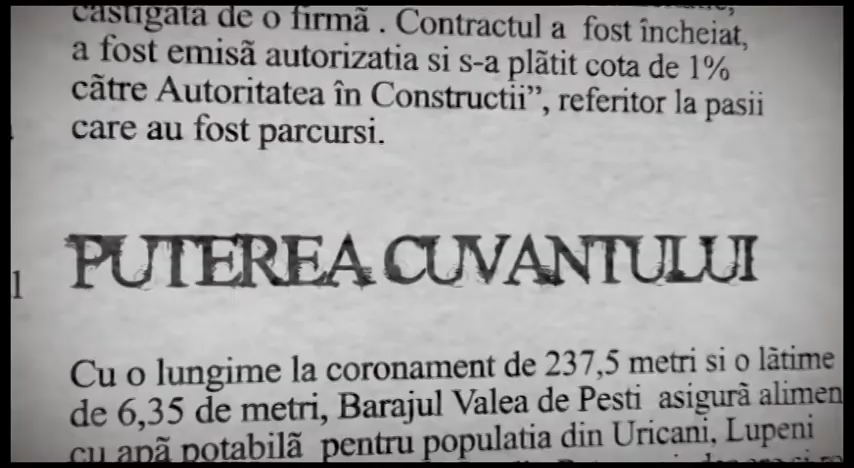 castigata de o firmã . Contractul a fost încheiat,
a fost emisã autorizatia si s-a plãtit cota de 1%
cãtre Autoritatea în Constructii”, referitor la pasii
care au fost parcursi.
PUTEREA CUVANTULUI
l
Cu o lungime la coronament de 237,5 metri si o lãtime
de 6,35 de metri, Barajul Valea de Pesti asigurã alimen
cu apã potabilã pentru populatia din Uricani, Lupeni